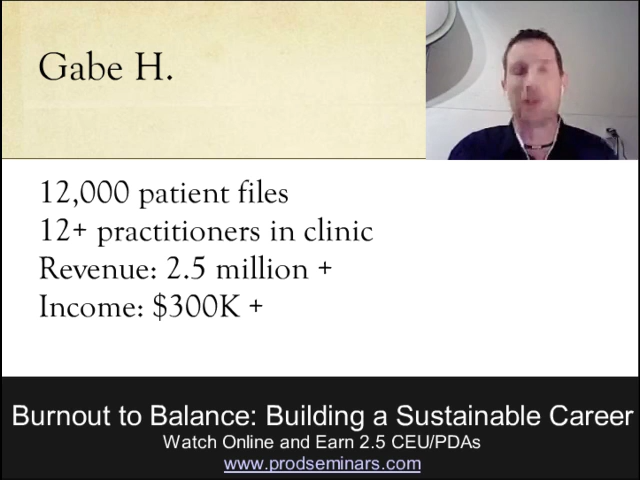 Gabe H.
12,000 patient files
12+ practitioners in clinic
Revenue: 2.5 million +
Income: $300K +
Burnout to Balance: Building a Sustainable Career
Watch Online and Earn 2.5 CEU/PDAs
www.prodseminars.com